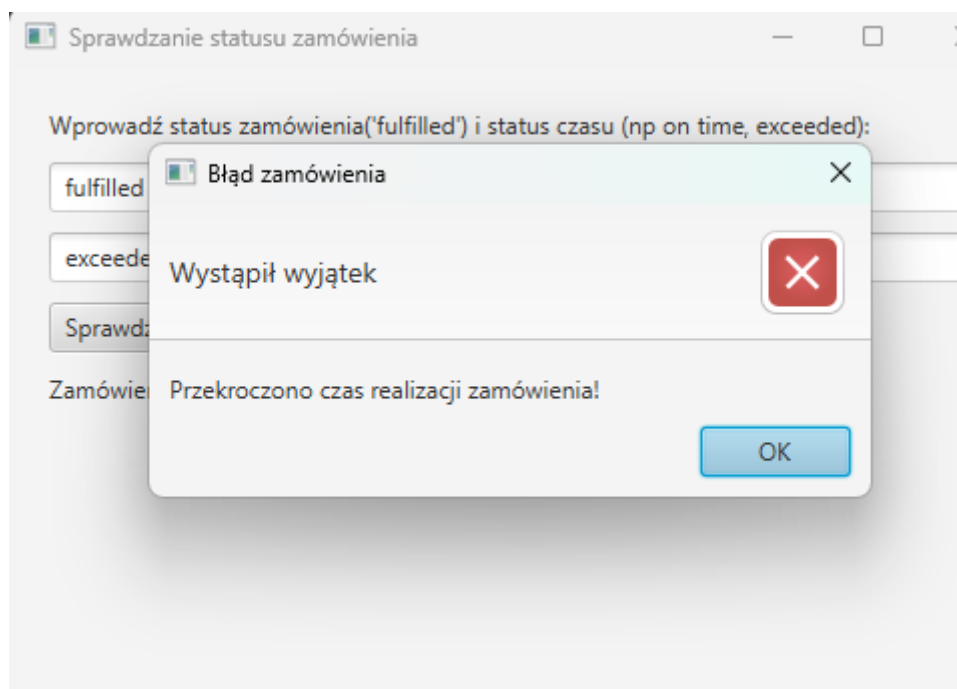 Sprawdzanie statusu zamówienia
Wprowadź status zamówienia('fulfilled') i status czasu (np on time, exceeded):
fulfilled
Błąd zamówienia
Wystąpił wyjątek
Przekroczono czas realizacji zamówienia!
OK